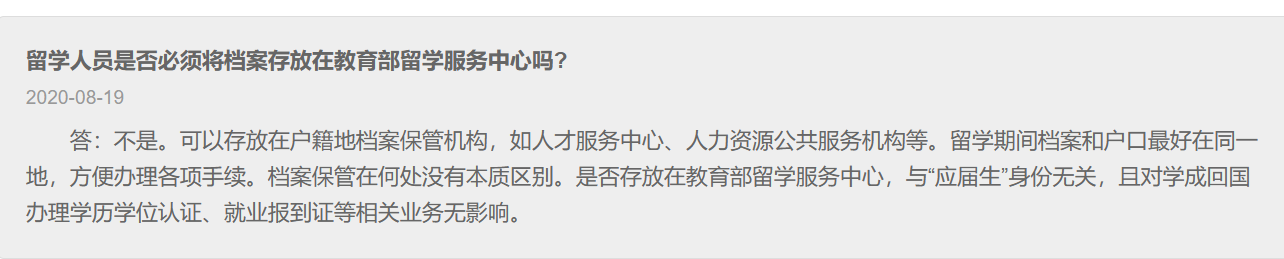 留学人员是否必须将档案存放在教育部留学服务中心吗?
2020-08-19
答：不是。可以存放在户籍地档案保管机构，如人才服务中心、人力资源公共服务机构等。留学期间档案和户口最好在同一
地，方便办理各项手续。档案保管在何处没有本质区别。是否存放在教育部留学服务中心，与“应届生”身份无关，且对学成回国
办理学历学位认证、就业报到证等相关业务无影响。